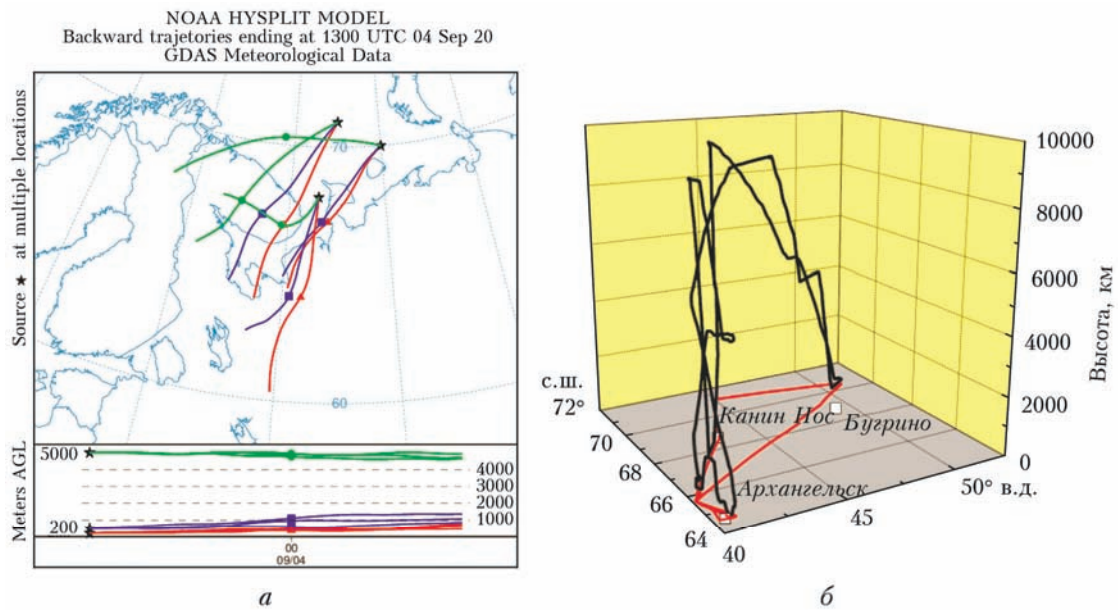 NOAA HYSPLIT MODEL
Backward trajetories ending at 1300 UTC 04 Sep 20
GDAS Meteorological Data
Source ★ at multiple locations
70
60
Meters AGL
5000
4000
3000
2000
1000
200
00
09/04
а
10000
8000
6000
4000
2000
0
Высота, км
с.ш.
72°
70
68
66
64
40
45
50° в.д.
Канин Нос
Бугрино
Архангельск
б